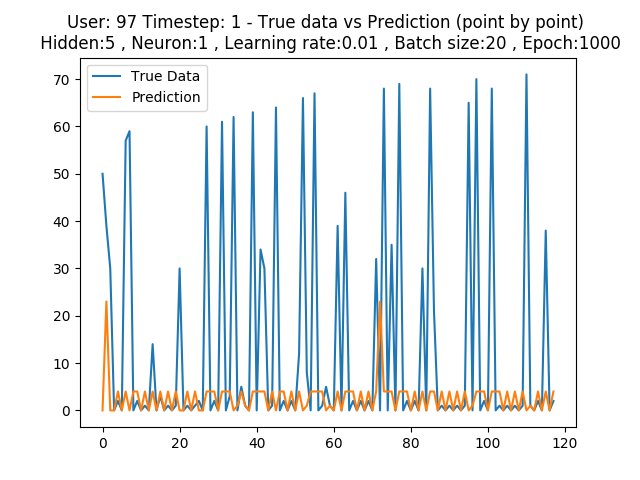 User: 97 Timestep: 1 - True data vs Prediction (point by point)
Hidden:5 , Neuron:1 , Learning rate:0.01 , Batch size:20 , Epoch:1000
True Data
Prediction
70
60
50
40
30
20
10
0
0 20 40 60 80 100 120